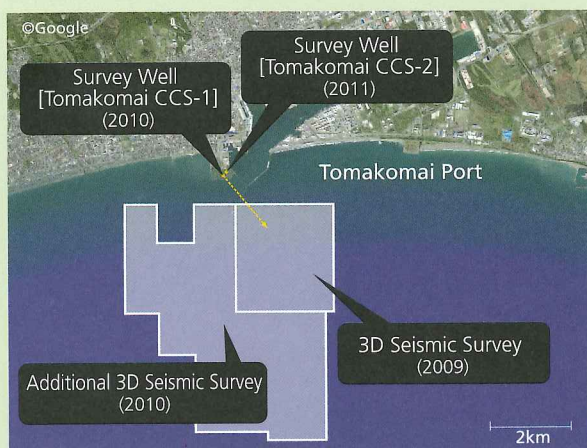 ©Google
Survey Well
[Tomakomai CCS-1]
(2010)
Survey Well
[Tomakomai CCS-2]
(2011)
Tomakomai Port
3D Seismic Survey
(2009)
Additional 3D Seismic Survey
(2010)
2km